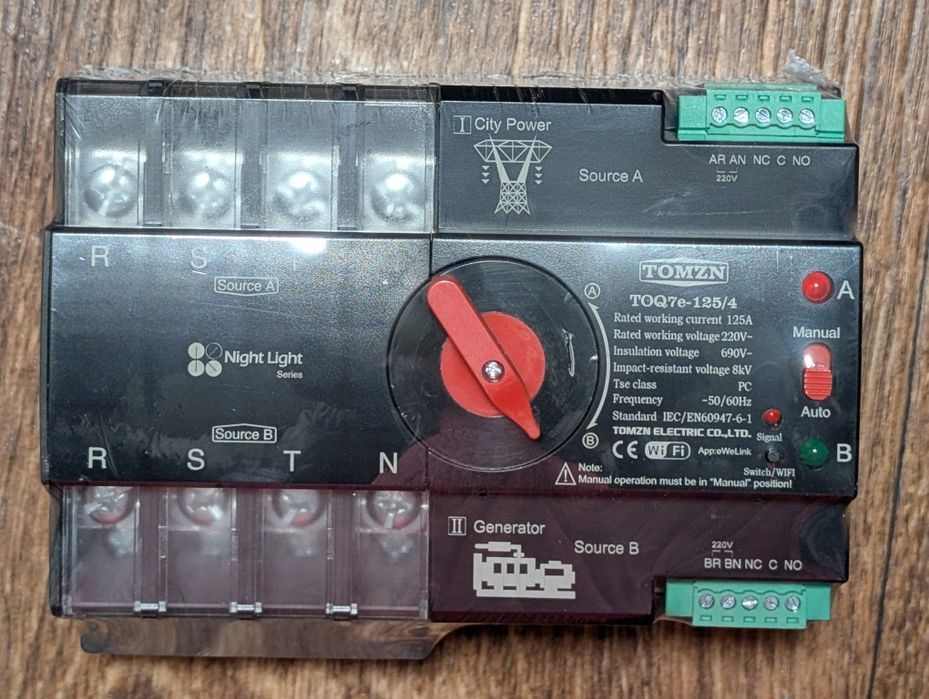 I City Power
Source A
AR AN NC C NO
220V
R S
Source A
Night Light
Series
Source B
R S T N
A
B
TOMZN
TOQ7e-125/4
Rated working current 125A
Rated working voltage 220V~
Insulation voltage 690V~
Impact-resistant voltage 8kV
Tse class PC
Frequency ~50/60Hz
Standard IEC/EN60947-6-1
TOMZN ELECTRIC CO.,LTD.
CE WiFi App:eWeLink
Note:
Manual operation must be in "Manual" position!
A
Manual
Auto
Signal
B
Switch/WIFI
II Generator
Source B
220V
BR BN NC C NO